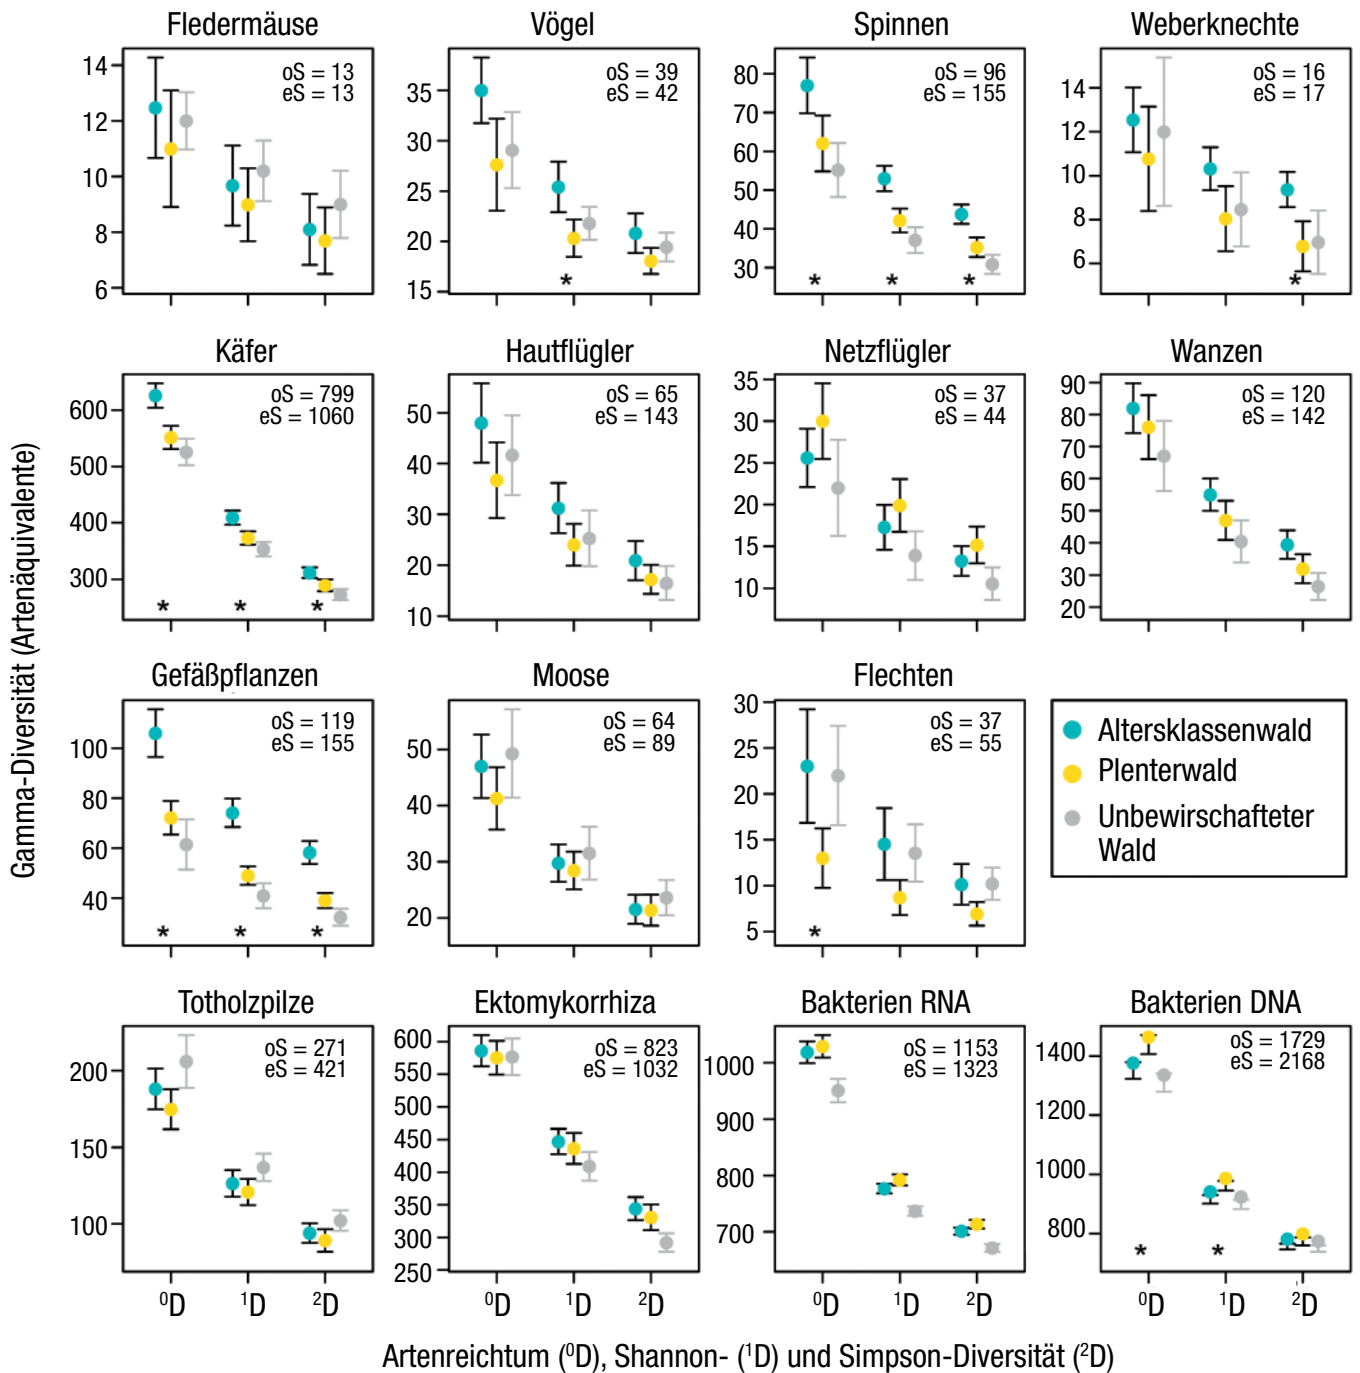 Fledermäuse
oS = 13
eS = 13
14
12
10
8
6
Vögel
oS = 39
eS = 42
35
30
25
20
15
*
Spinnen
oS = 96
eS = 155
80
70
60
50
40
30
* * *
Weberknechte
oS = 16
eS = 17
14
12
10
8
6
*
Käfer
oS = 799
eS = 1060
600
500
400
300
* * *
Hautflügler
oS = 65
eS = 143
50
40
30
20
10
Netzflügler
oS = 37
eS = 44
35
30
25
20
15
10
Wanzen
oS = 120
eS = 142
90
80
70
60
50
40
30
20
Gamma-Diversität (Artenäquivalente)
Gefäßpflanzen
oS = 119
eS = 155
100
80
60
40
* * *
Moose
oS = 64
eS = 89
50
40
30
20
Flechten
oS = 37
eS = 55
30
25
20
15
10
5
*
Altersklassenwald
Plenterwald
Unbewirschafteter
Wald
Totholzpilze
oS = 271
eS = 421
200
150
100
⁰D ¹D ²D
Ektomykorrhiza
oS = 823
eS = 1032
600
550
500
450
400
350
300
250
⁰D ¹D ²D
Bakterien RNA
oS = 1153
eS = 1323
1000
900
800
700
⁰D ¹D ²D
Bakterien DNA
oS = 1729
eS = 2168
1400
1200
1000
800
* *
⁰D ¹D ²D
Artenreichtum (⁰D), Shannon- (¹D) und Simpson-Diversität (²D)